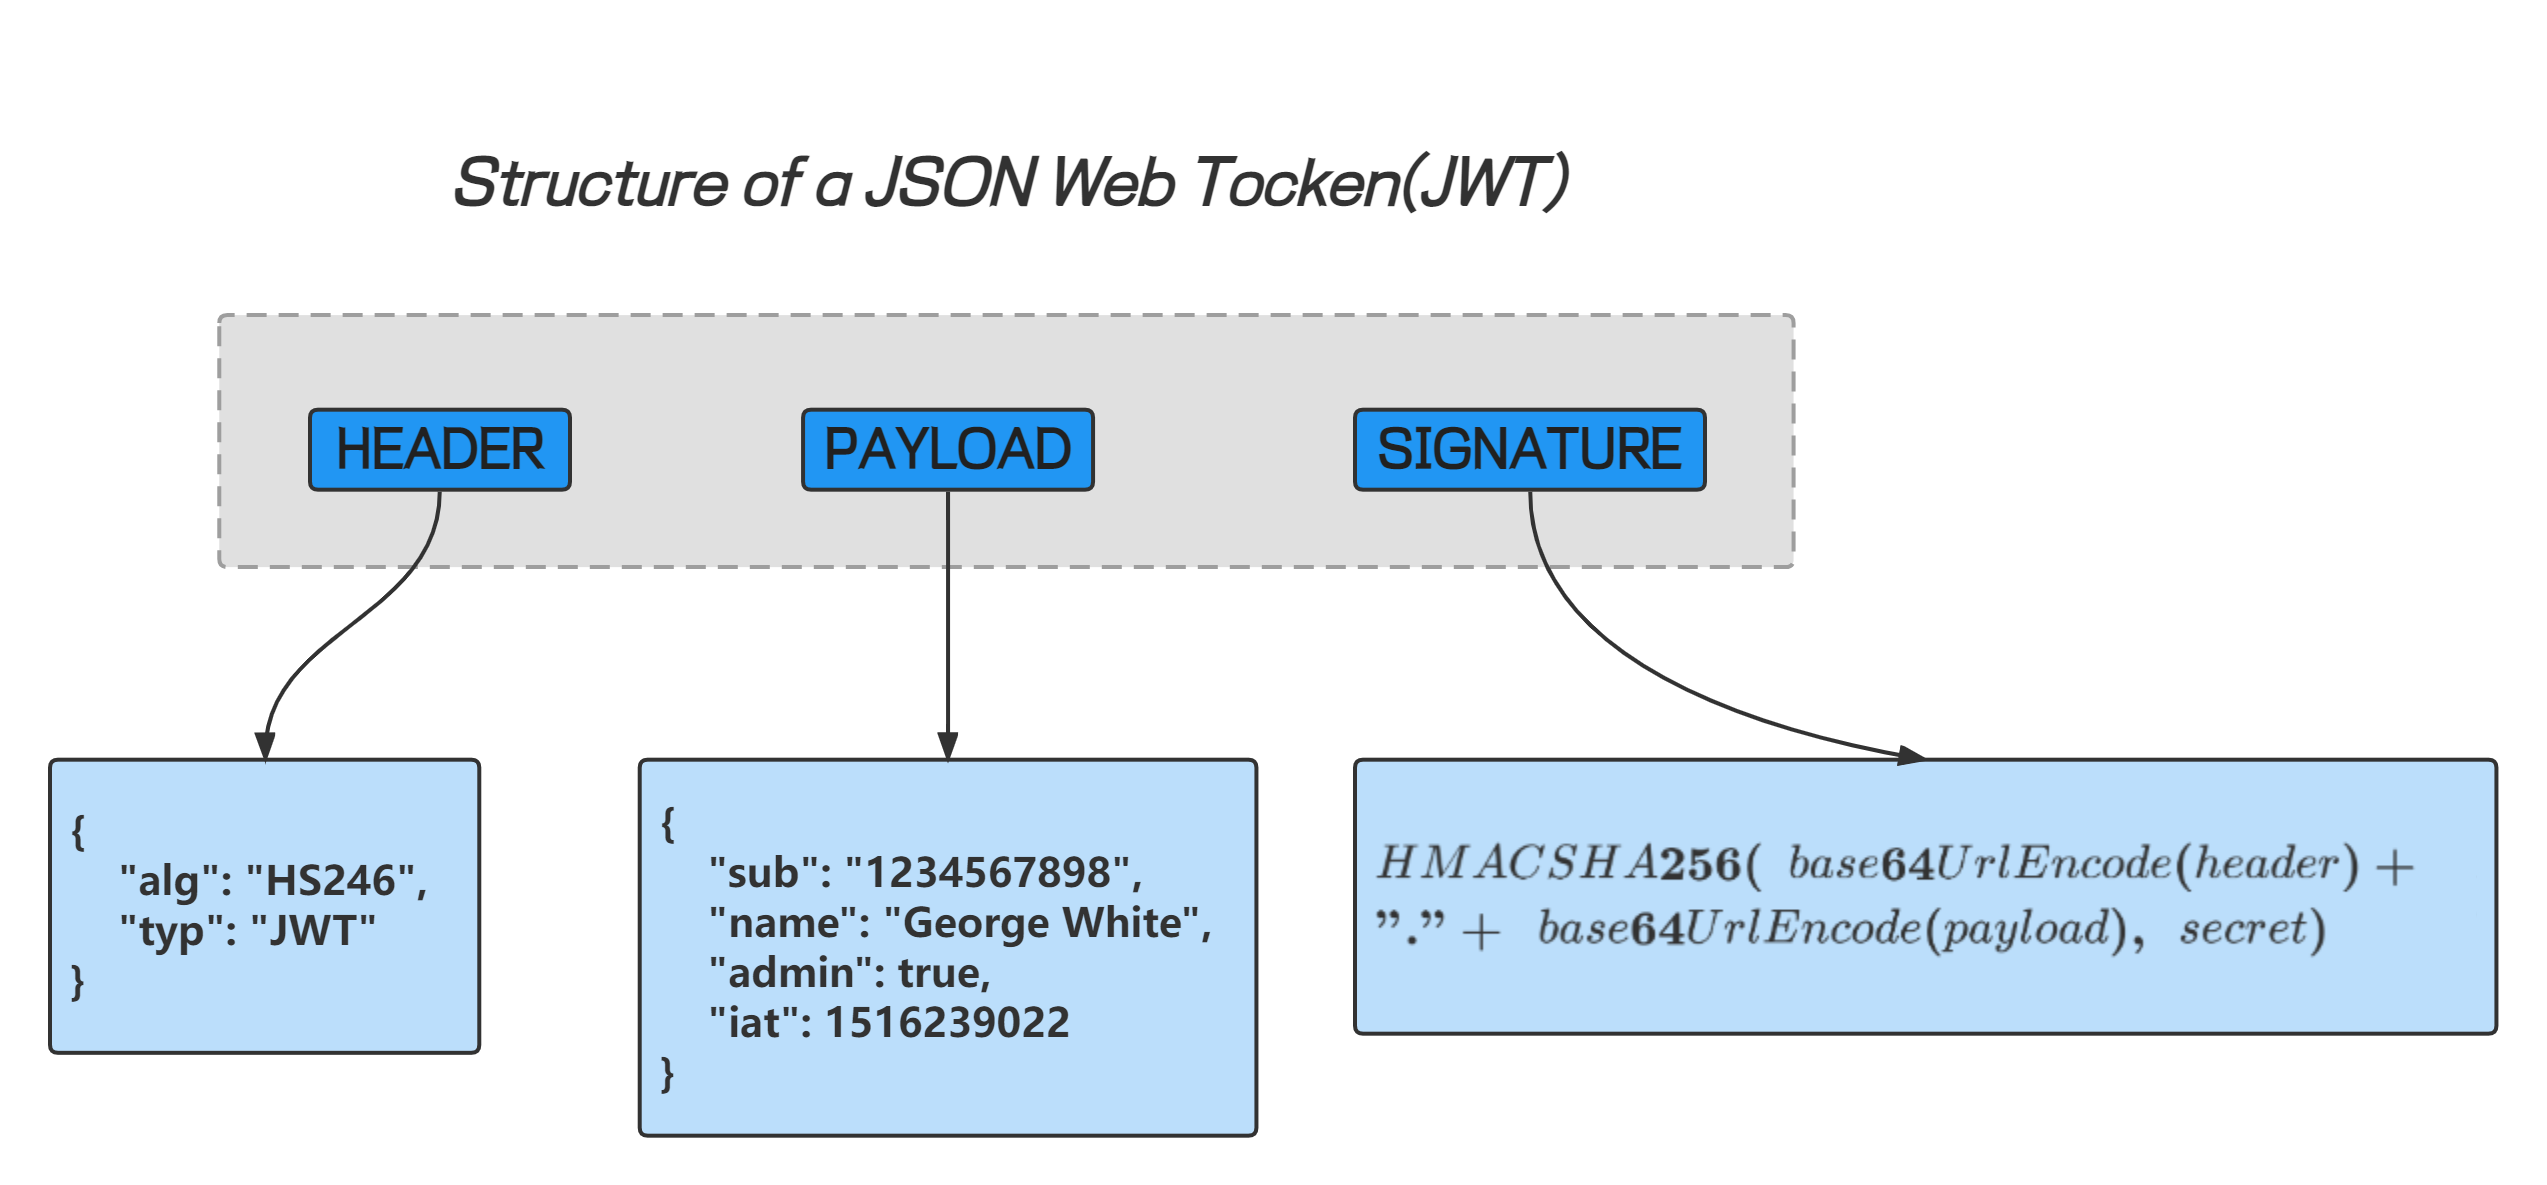 Structure of a JSON Web Tocken(JWT)
HEADER
PAYLOAD
SIGNATURE
{
"alg": "HS246",
"typ": "JWT"
}
{
"sub": "1234567898",
"name": "George White",
"admin": true,
"iat": 1516239022
}
HMACSHA256( base64UrlEncode(header) +
"." + base64UrlEncode(payload), secret)